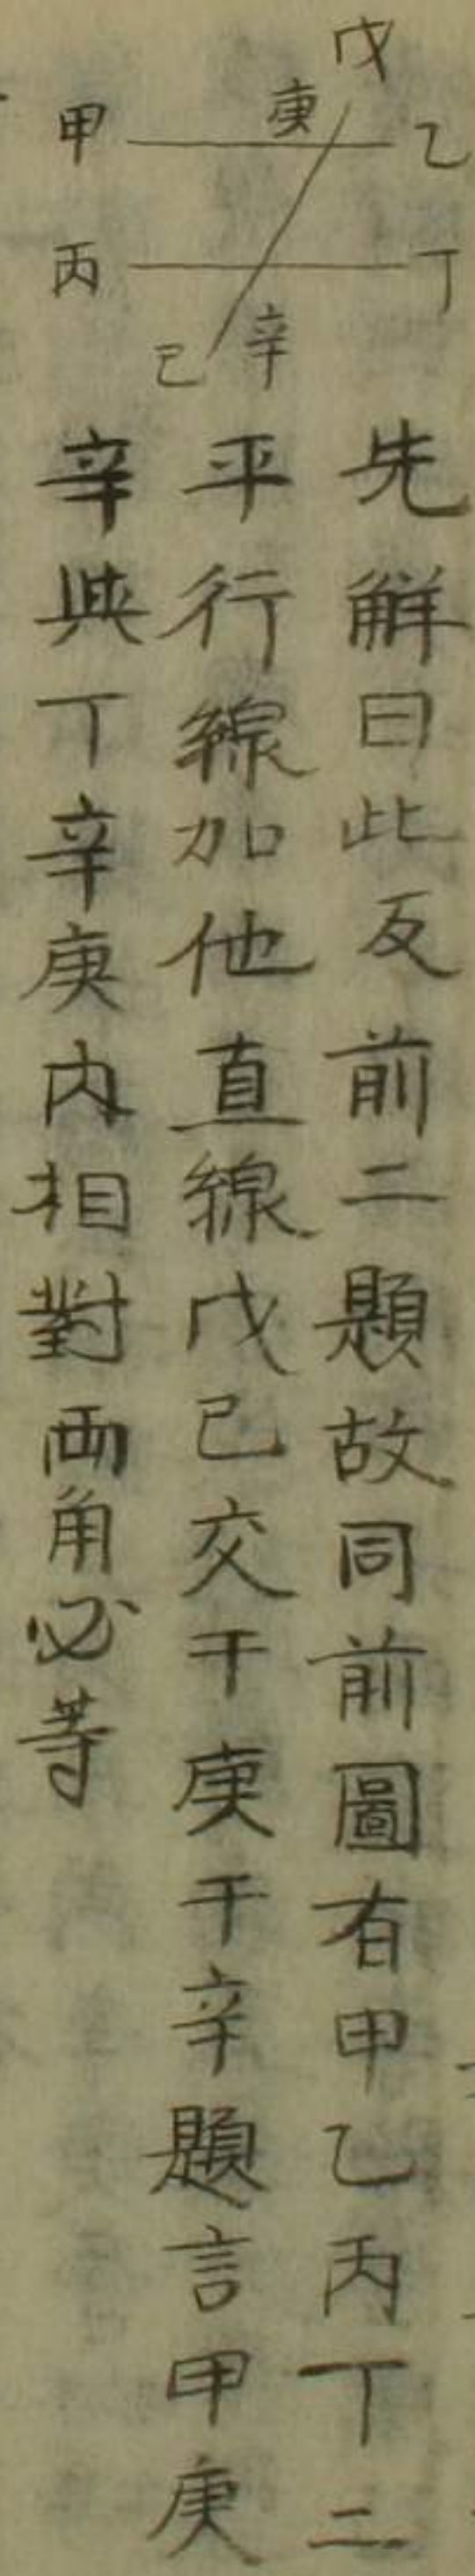 戊
庚
甲 乙
丙 丁
己 辛
先解曰此反前二題故同前圖有甲乙丙丁二
平行線加他直線戊己交于庚于辛題言甲庚
辛與丁辛庚內相對兩角必等